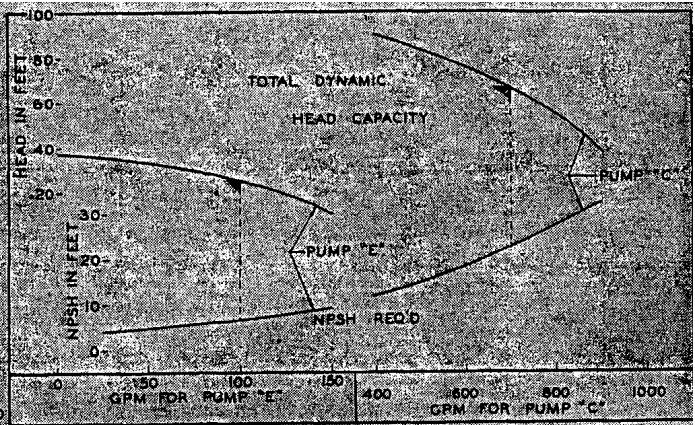 100
80
60
40
20
HEAD IN FEET
TOTAL DYNAMIC
HEAD CAPACITY
PUMP "C"
30
20
10
0
NPSH IN FEET
PUMP "E"
NPSH REQ'D
0 50 100 150 400 600 800 1000
GPM FOR PUMP "E" GPM FOR PUMP "C"